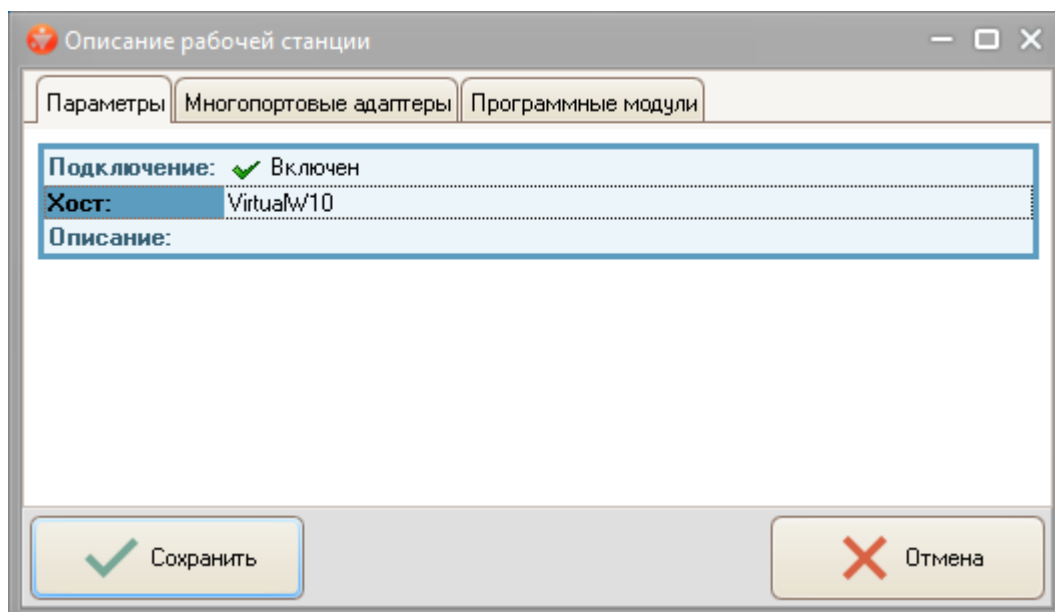 Описание рабочей станции
Параметры Многопортовые адаптеры Программные модули
Подключение: Включен
Хост: VirtualW10
Описание:
Сохранить Отмена